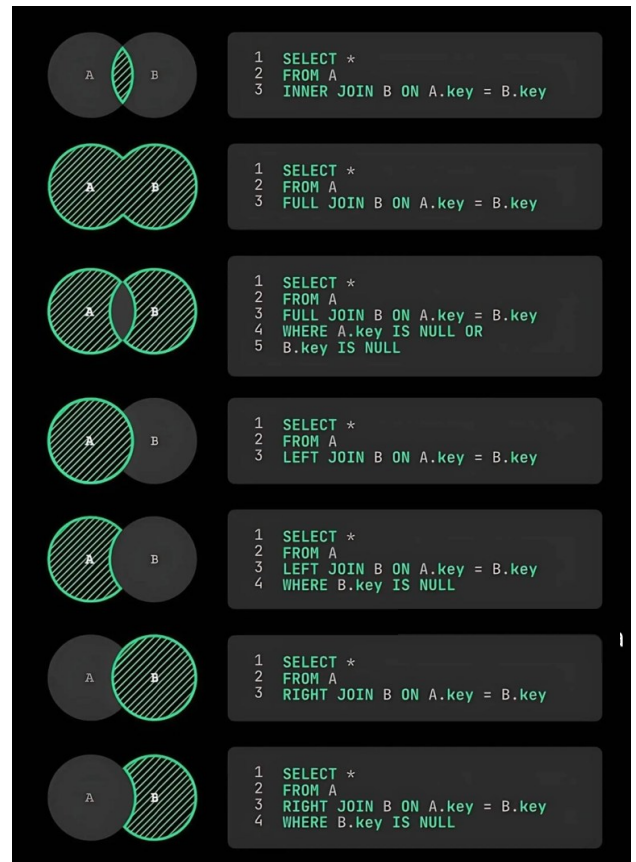 A B
1 SELECT *
2 FROM A
3 INNER JOIN B ON A.key = B.key
A B
1 SELECT *
2 FROM A
3 FULL JOIN B ON A.key = B.key
A B
1 SELECT *
2 FROM A
3 FULL JOIN B ON A.key = B.key
4 WHERE A.key IS NULL OR
5 B.key IS NULL
A B
1 SELECT *
2 FROM A
3 LEFT JOIN B ON A.key = B.key
A B
1 SELECT *
2 FROM A
3 LEFT JOIN B ON A.key = B.key
4 WHERE B.key IS NULL
A B
1 SELECT *
2 FROM A
3 RIGHT JOIN B ON A.key = B.key
A B
1 SELECT *
2 FROM A
3 RIGHT JOIN B ON A.key = B.key
4 WHERE B.key IS NULL